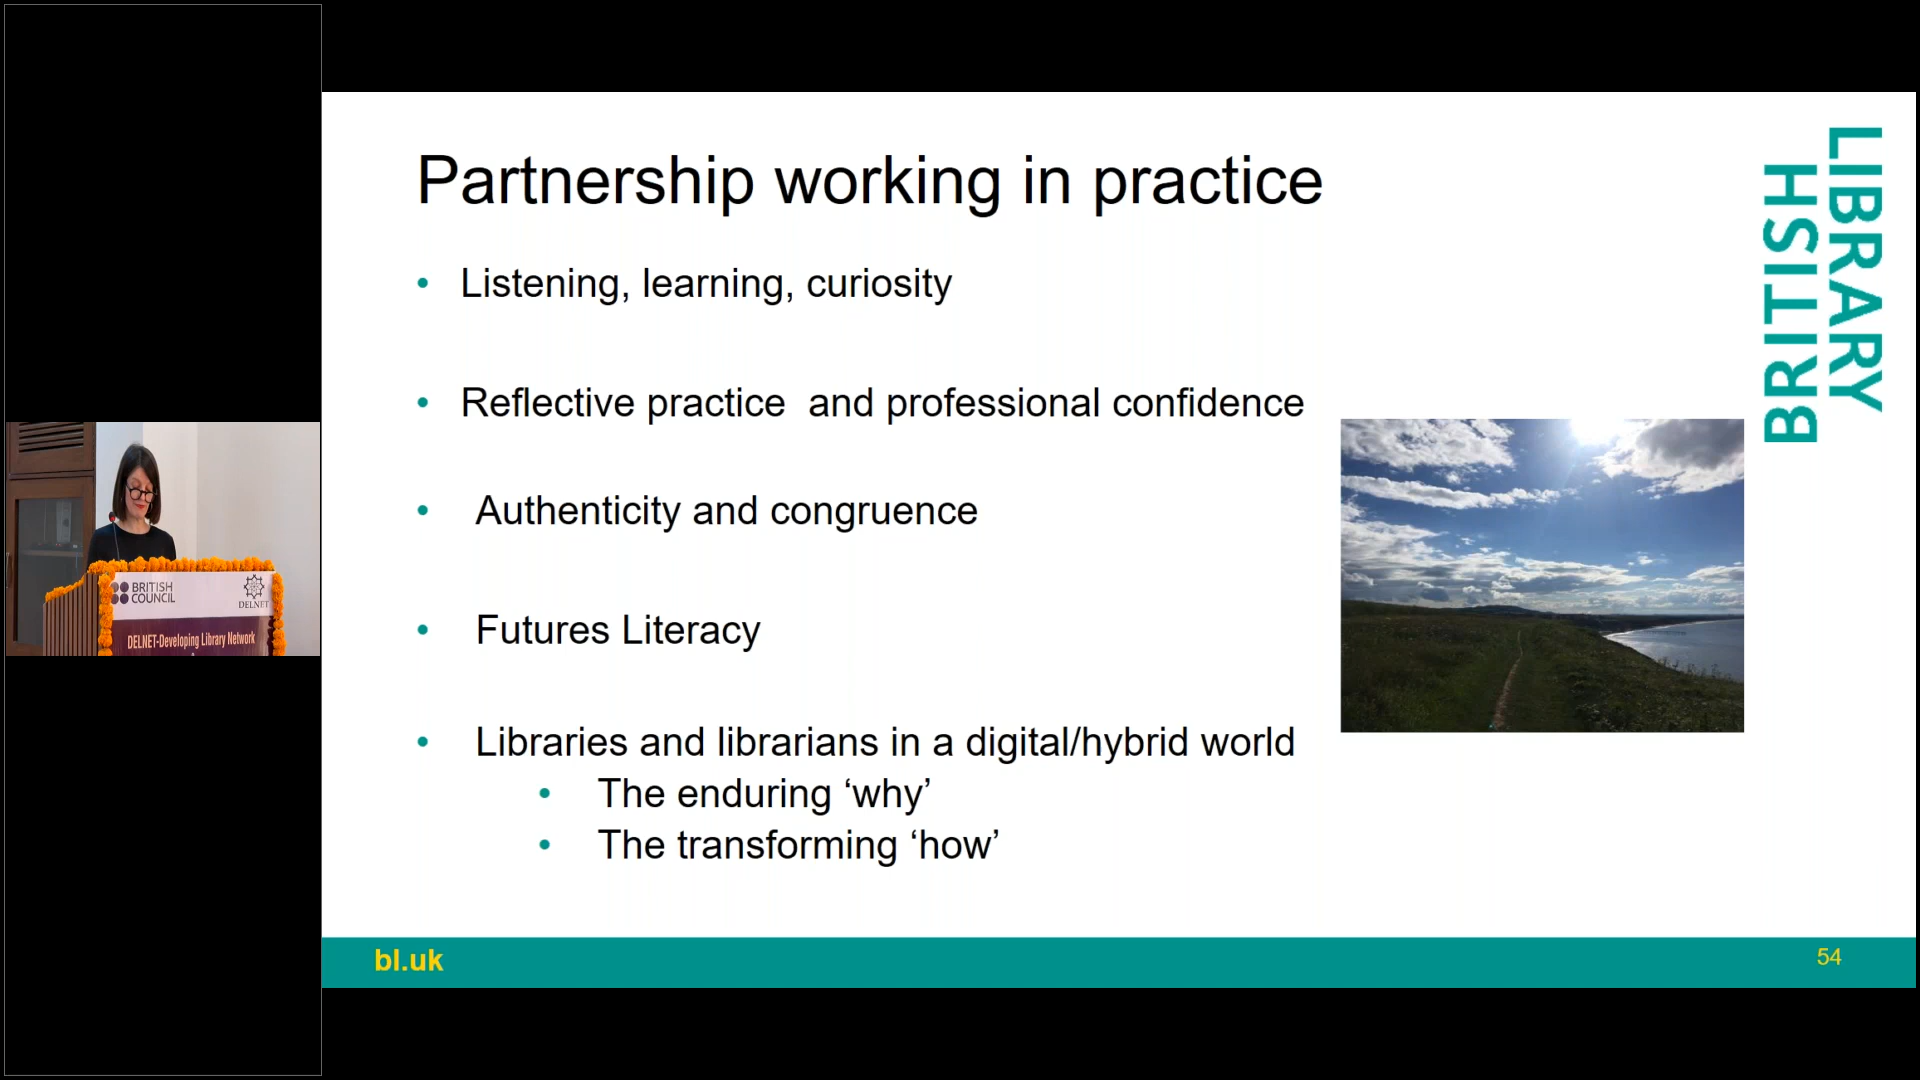 Partnership working in practice
• Listening, learning, curiosity
• Reflective practice  and professional confidence
• Authenticity and congruence
• Futures Literacy
• Libraries and librarians in a digital/hybrid world
• The enduring ‘why’
• The transforming ‘how’
BRITISH
LIBRARY
bl.uk
54
BRITISH
COUNCIL
DELNET
DELNET-Developing Library Network